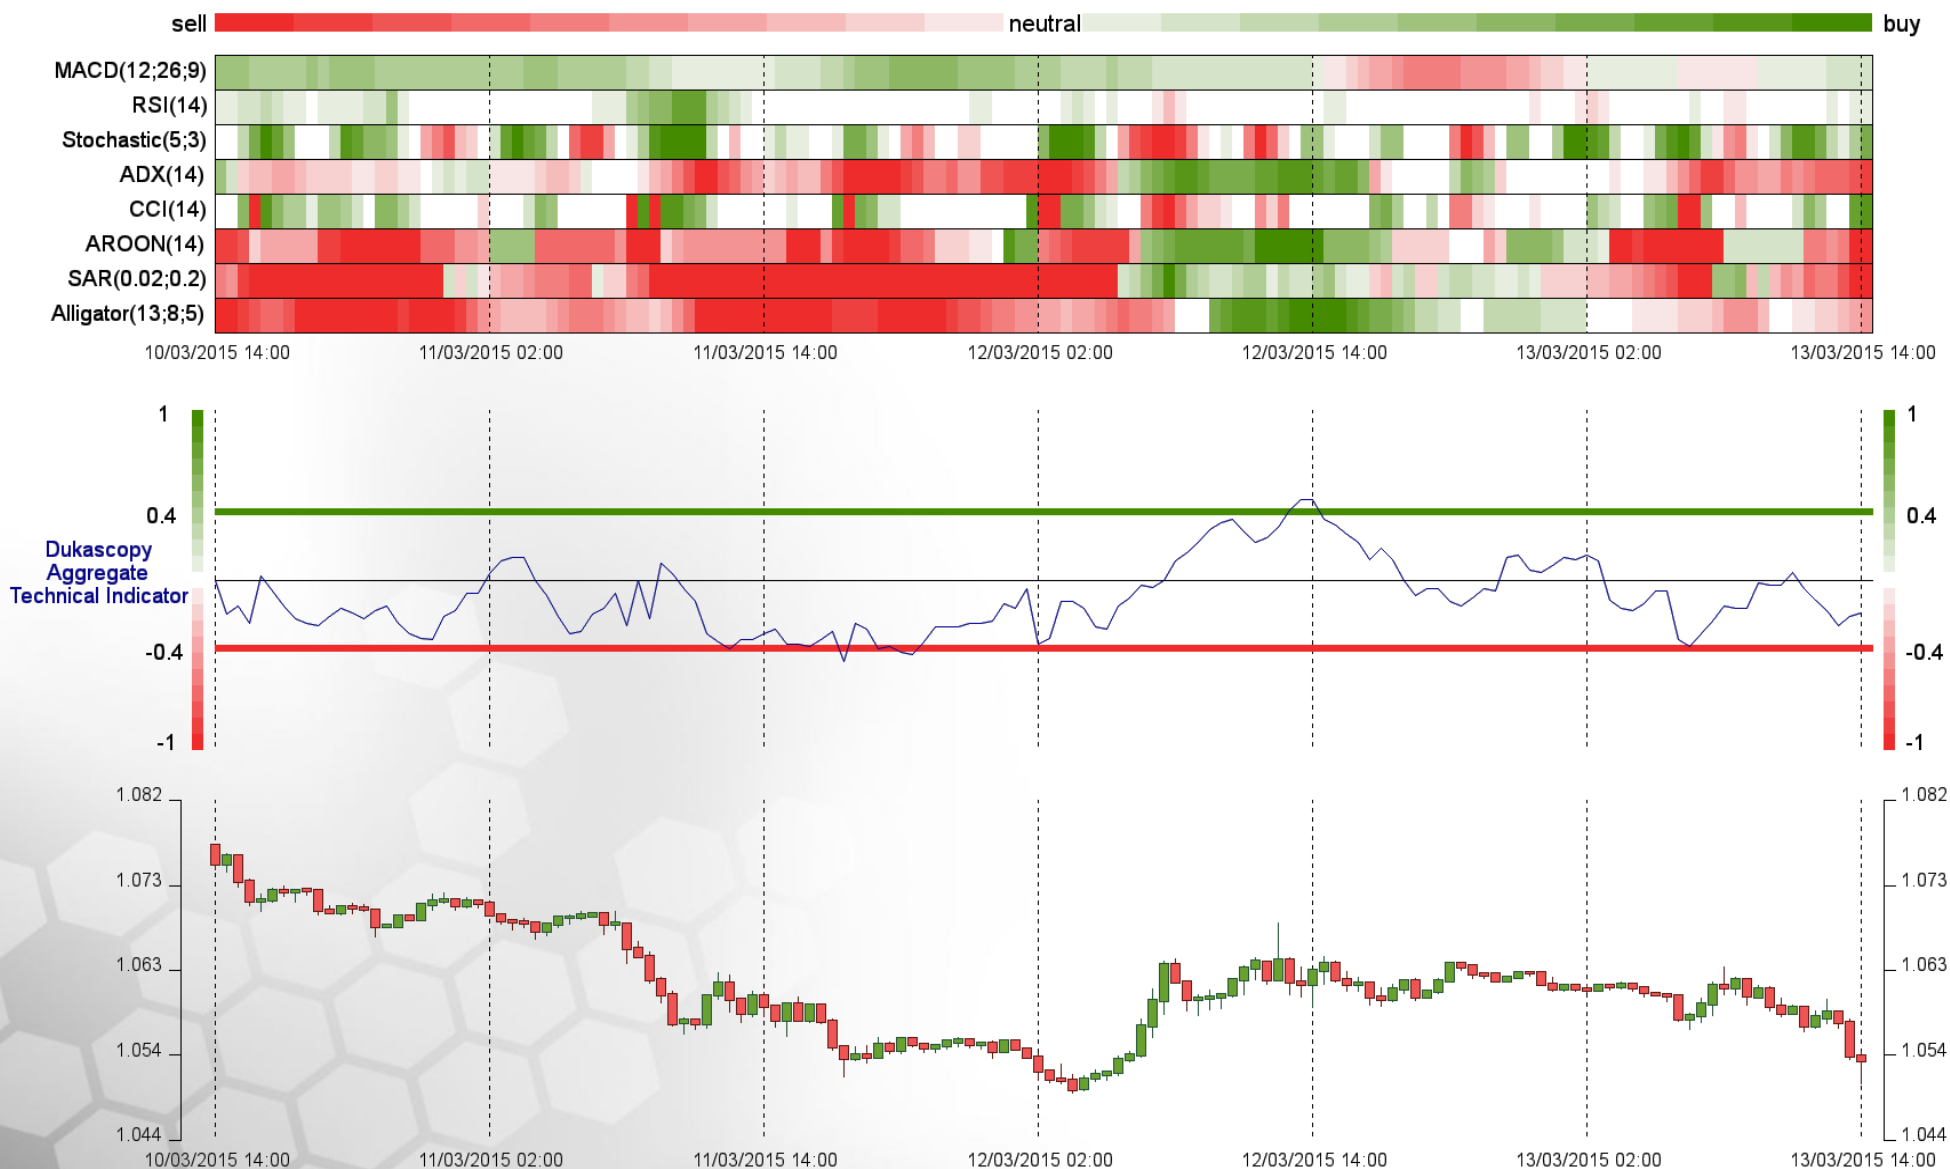 sell neutral buy
MACD(12;26;9)
RSI(14)
Stochastic(5;3)
ADX(14)
CCI(14)
AROON(14)
SAR(0.02;0.2)
Alligator(13;8;5)
10/03/2015 14:00 11/03/2015 02:00 11/03/2015 14:00 12/03/2015 02:00 12/03/2015 14:00 13/03/2015 02:00 13/03/2015 14:00
1 1
0.4 0.4
Dukascopy
Aggregate
Technical Indicator
-0.4 -0.4
-1 -1
1.082 1.082
1.073 1.073
1.063 1.063
1.054 1.054
1.044 1.044
10/03/2015 14:00 11/03/2015 02:00 11/03/2015 14:00 12/03/2015 02:00 12/03/2015 14:00 13/03/2015 02:00 13/03/2015 14:00